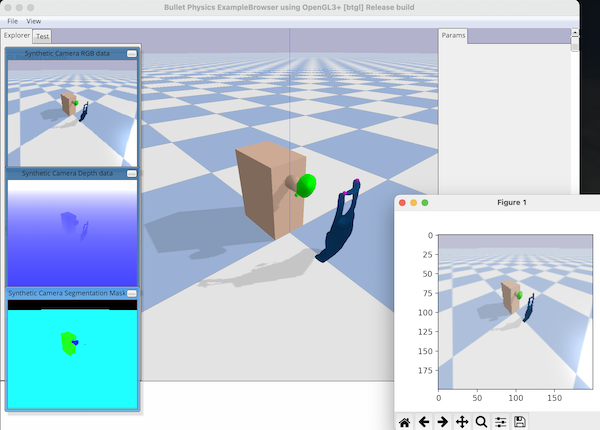 Bullet Physics ExampleBrowser using OpenGL3+ [btgl] Release build
File View
Explorer Test
Params
Synthetic Camera RGB data
Synthetic Camera Depth data
Synthetic Camera Segmentation Mask
Figure 1
0
25
50
75
100
125
150
175
0 50 100 150